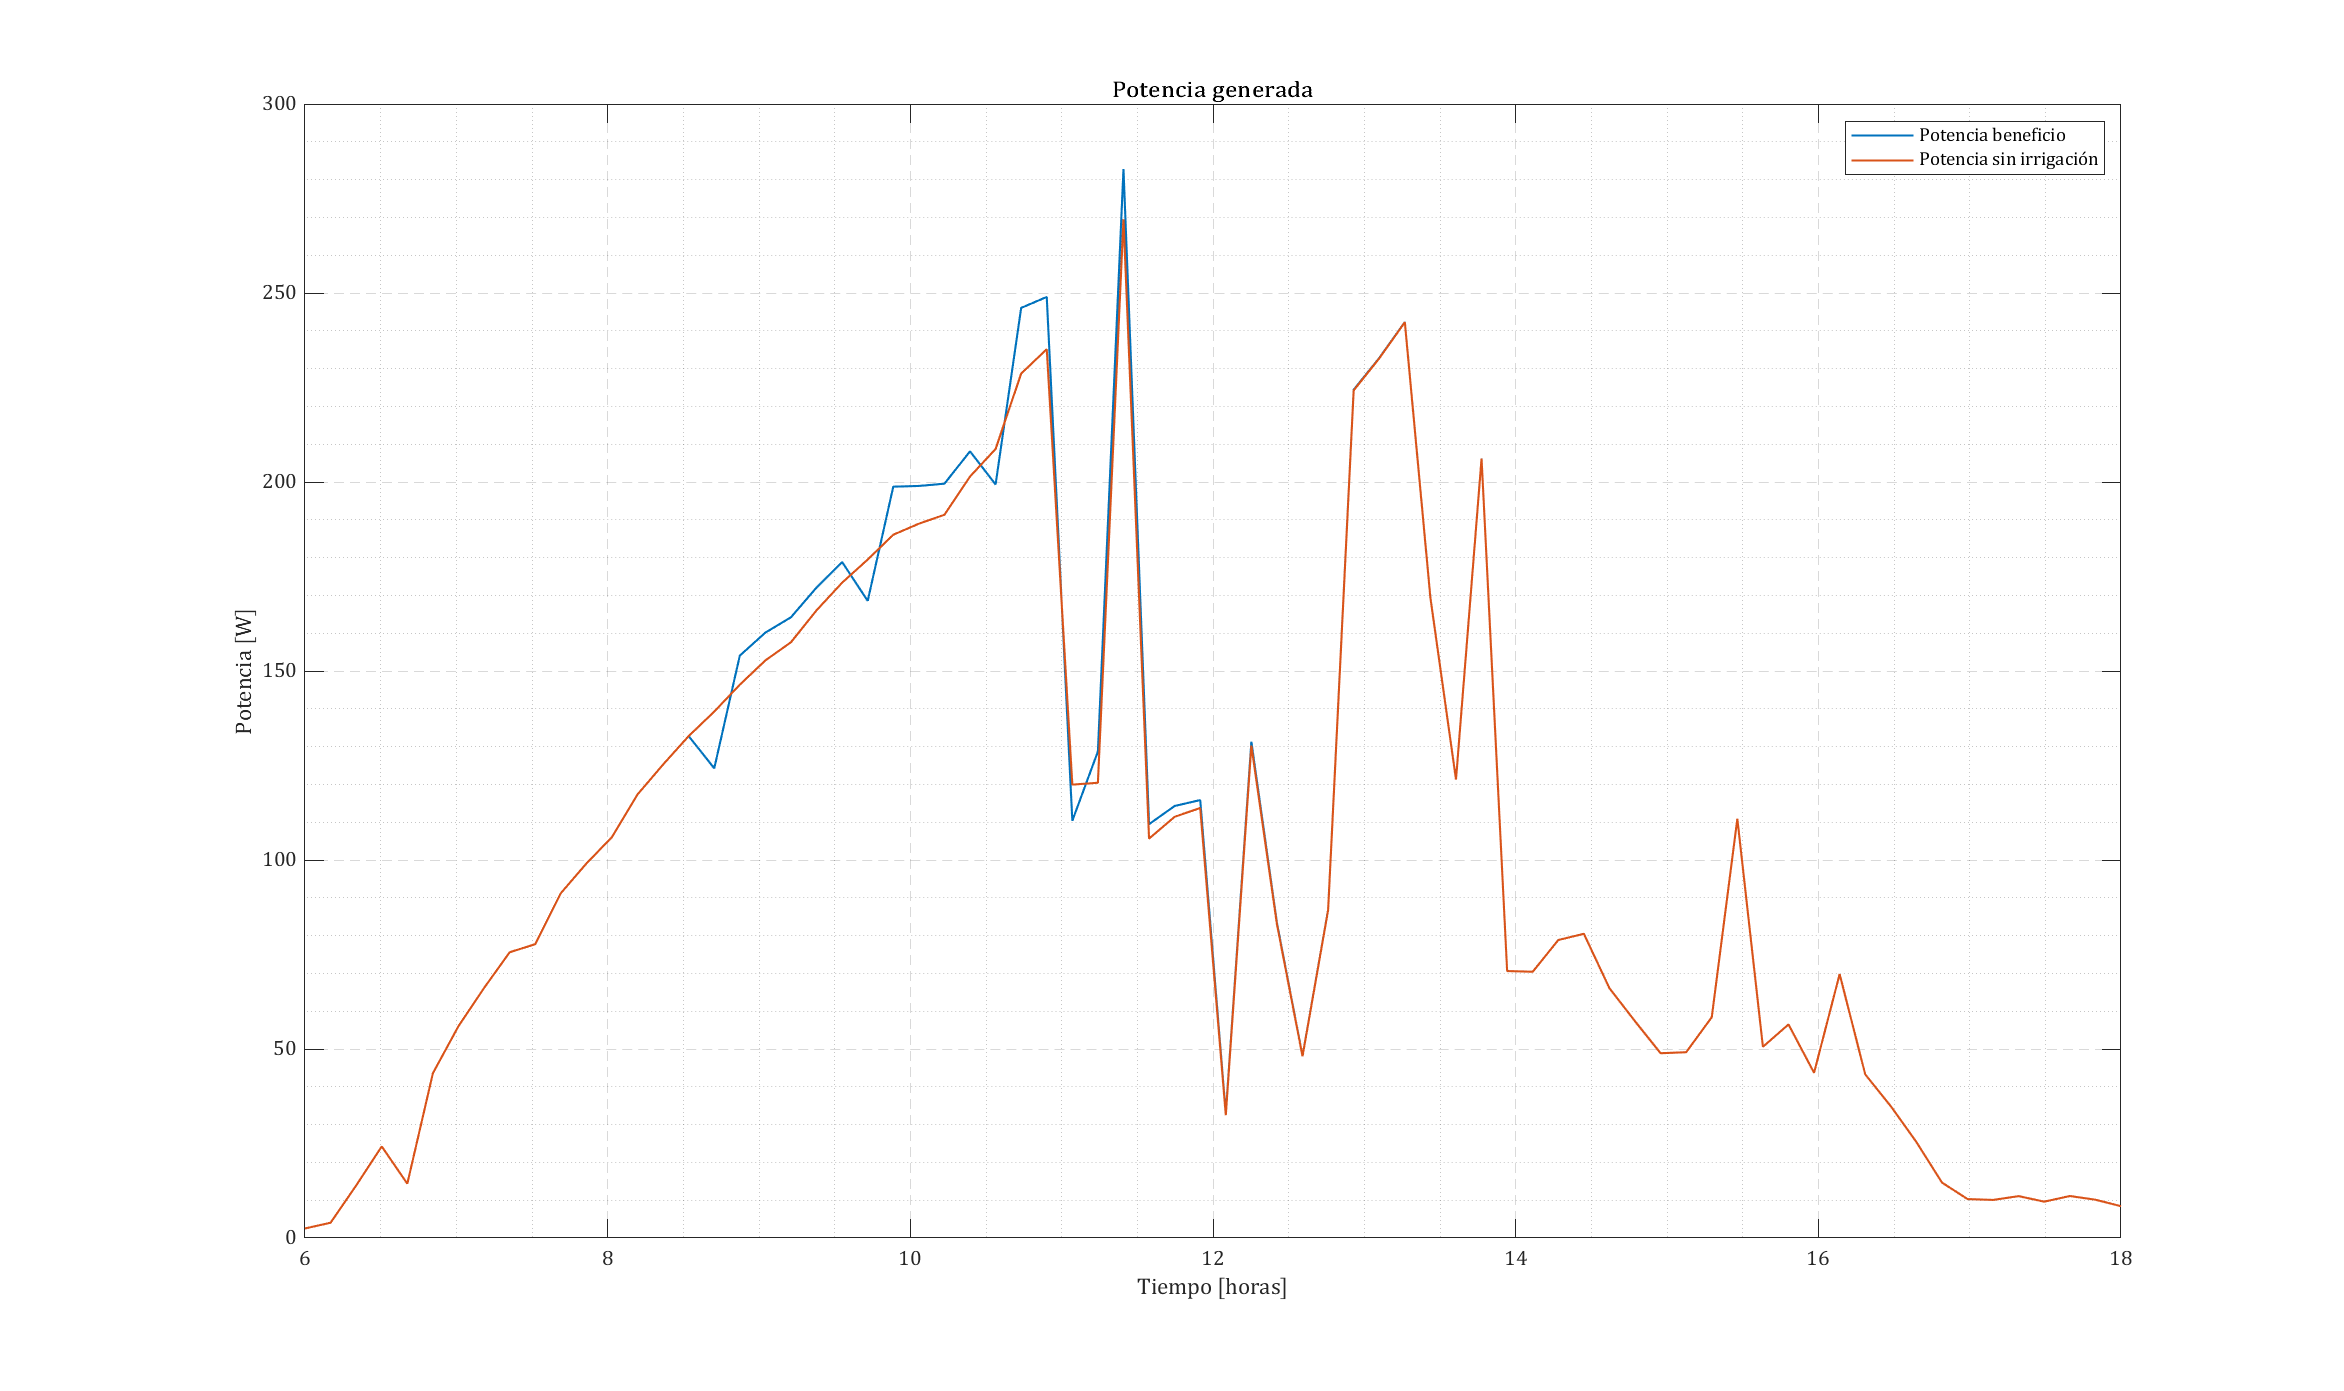 Potencia generada
300
250
200
150
100
50
0
Potencia [W]
Potencia beneficio
Potencia sin irrigación
6 8 10 12 14 16 18
Tiempo [horas]